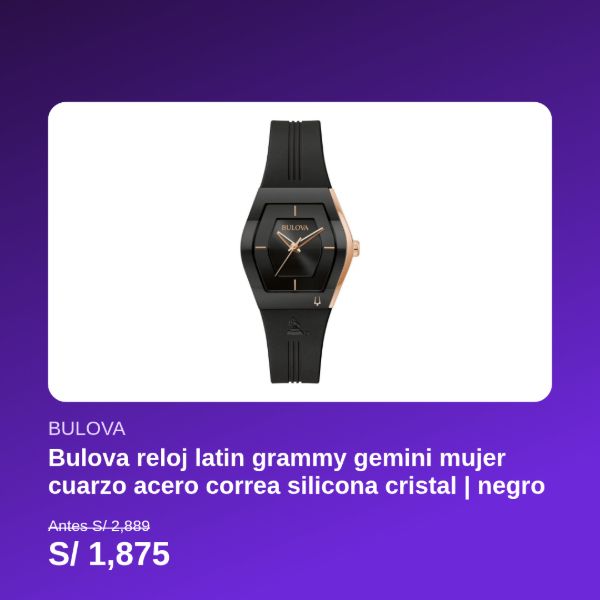 BULOVA
BULOVA
Bulova reloj latin grammy gemini mujer
cuarzo acero correa silicona cristal | negro
Antes S/ 2,889
S/ 1,875